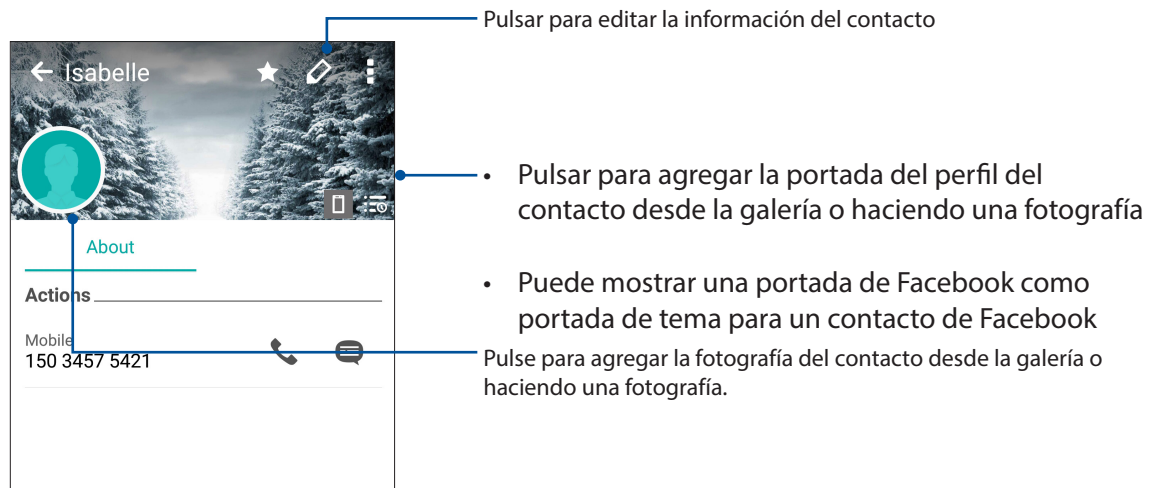 Pulsar para editar la información del contacto
Isabelle
• Pulsar para agregar la portada del perfil del
contacto desde la galería o haciendo una fotografía
About
• Puede mostrar una portada de Facebook como
portada de tema para un contacto de Facebook
Actions
Mobile
150 3457 5421
Pulse para agregar la fotografía del contacto desde la galería o
haciendo una fotografía.